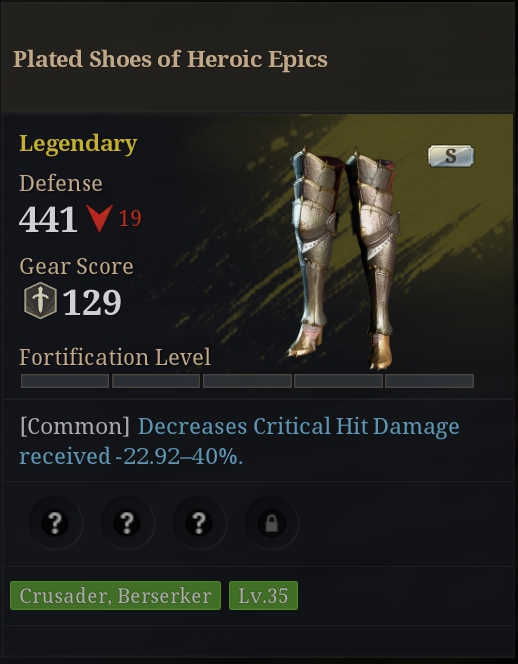 Plated Shoes of Heroic Epics
Legendary
S
Defense
441 19
Gear Score
129
Fortification Level
[Common] Decreases Critical Hit Damage
received -22.92–40%.
? ? ?
Crusader, Berserker Lv.35